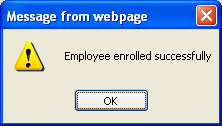 Message from webpage
Employee enrolled successfully
OK